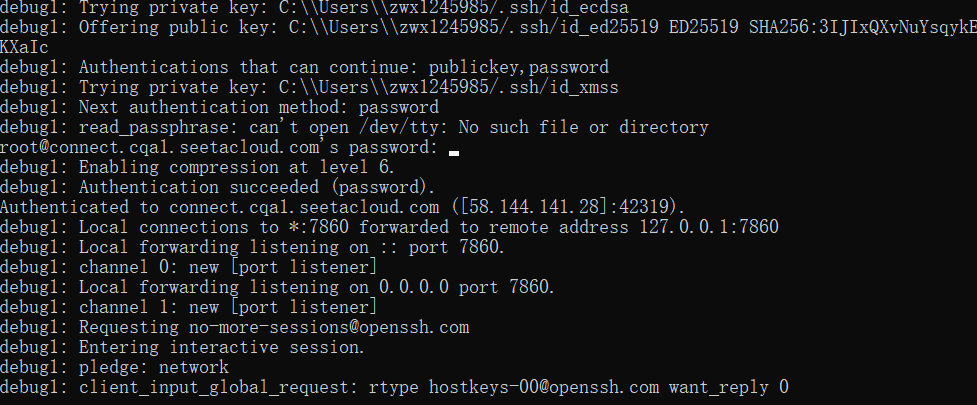 debug1: Trying private key: C:\\Users\\zwx1245985/.ssh/id_ecdsa
debug1: Offering public key: C:\\Users\\zwx1245985/.ssh/id_ed25519 ED25519 SHA256:3IJIxQXvNuYsqykE
KXaIc
debug1: Authentications that can continue: publickey,password
debug1: Trying private key: C:\\Users\\zwx1245985/.ssh/id_xmss
debug1: Next authentication method: password
debug1: read_passphrase: can't open /dev/tty: No such file or directory
root@connect.cqa1.seetacloud.com's password:
debug1: Enabling compression at level 6.
debug1: Authentication succeeded (password).
Authenticated to connect.cqa1.seetacloud.com ([58.144.141.28]:42319).
debug1: Local connections to *:7860 forwarded to remote address 127.0.0.1:7860
debug1: Local forwarding listening on :: port 7860.
debug1: channel 0: new [port listener]
debug1: Local forwarding listening on 0.0.0.0 port 7860.
debug1: channel 1: new [port listener]
debug1: Requesting no-more-sessions@openssh.com
debug1: Entering interactive session.
debug1: pledge: network
debug1: client_input_global_request: rtype hostkeys-00@openssh.com want_reply 0